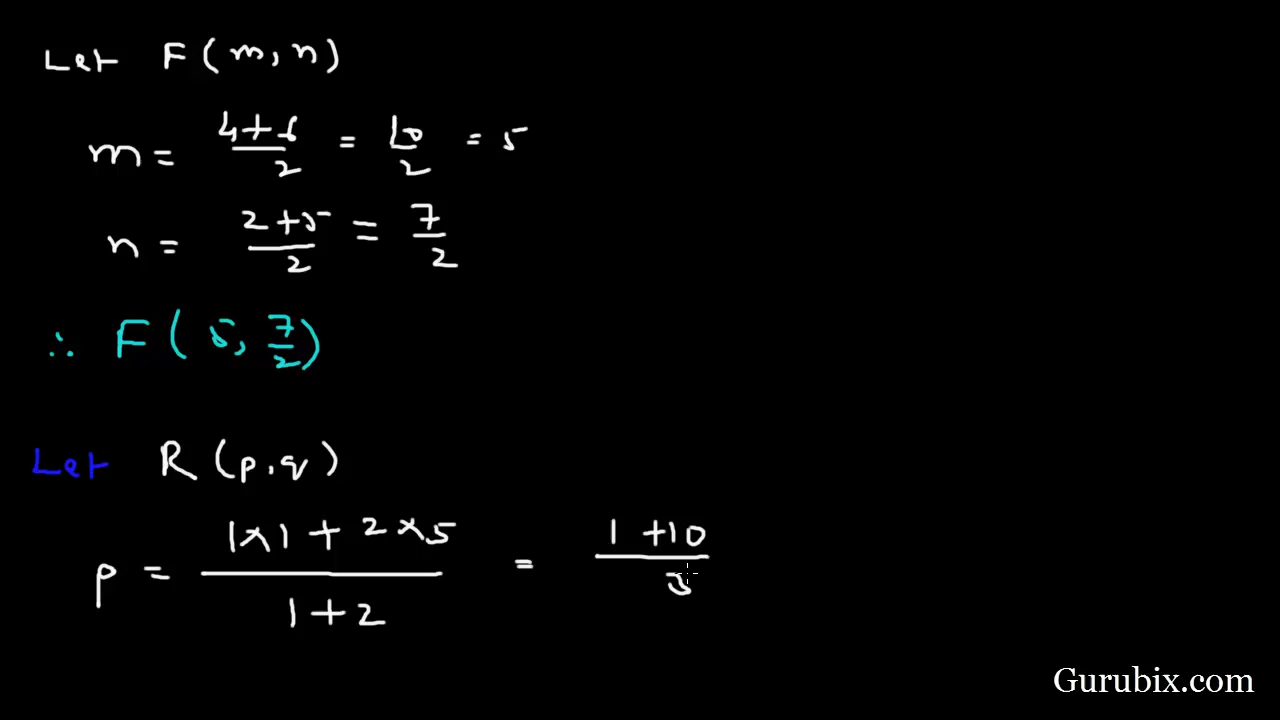 Let F(m,n)
m = 4+6/2 = 10/2 = 5
n = 2+5/2 = 7/2
∴ F(5, 7/2)
Let R(p,q)
p = 1×1+2×5/1+2 = 1+10/3
Gurubix.com